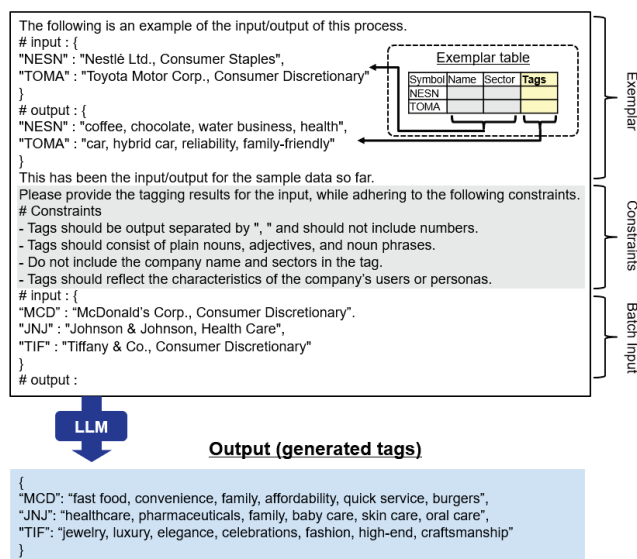 The following is an example of the input/output of this process.
# input : {
"NESN" : "Nestlé Ltd., Consumer Staples",
"TOMA" : "Toyota Motor Corp., Consumer Discretionary"
}
# output : {
"NESN" : "coffee, chocolate, water business, health",
"TOMA" : "car, hybrid car, reliability, family-friendly"
}
This has been the input/output for the sample data so far.
Exemplar table
Symbol Name Sector Tags
NESN
TOMA
Exemplar
Please provide the tagging results for the input, while adhering to the following constraints.
# Constraints
- Tags should be output separated by ", " and should not include numbers.
- Tags should consist of plain nouns, adjectives, and noun phrases.
- Do not include the company name and sectors in the tag.
- Tags should reflect the characteristics of the company's users or personas.
Constraints
# input : {
“MCD” : “McDonald’s Corp., Consumer Discretionary”.
"JNJ" : "Johnson & Johnson, Health Care",
"TIF" : "Tiffany & Co., Consumer Discretionary"
}
# output :
Batch Input
LLM
Output (generated tags)
{
“MCD”: “fast food, convenience, family, affordability, quick service, burgers”,
“JNJ”: “healthcare, pharmaceuticals, family, baby care, skin care, oral care”,
"TIF": “jewelry, luxury, elegance, celebrations, fashion, high-end, craftsmanship”
}